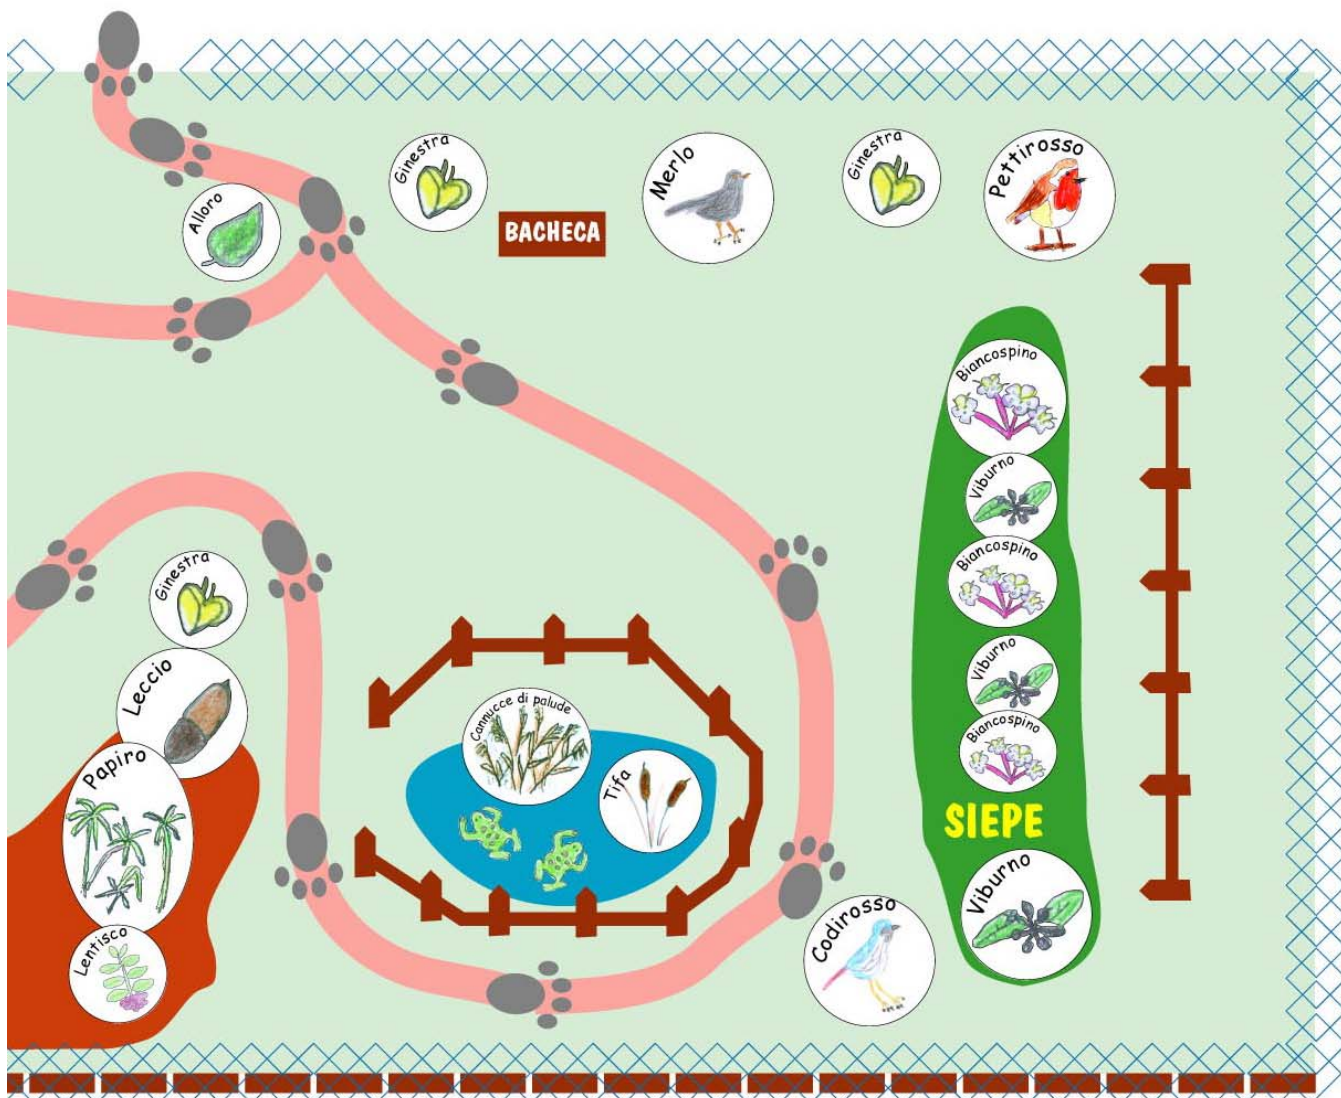 Ginestra
Merlo
Ginestra
Pettirosso
Alloro
BACHECA
Biancospino
Viburno
Biancospino
Ginestra
Viburno
Leccio
Cannucce di palude
Biancospino
Papiro
Tifa
SIEPE
Viburno
Lentisco
Codirosso